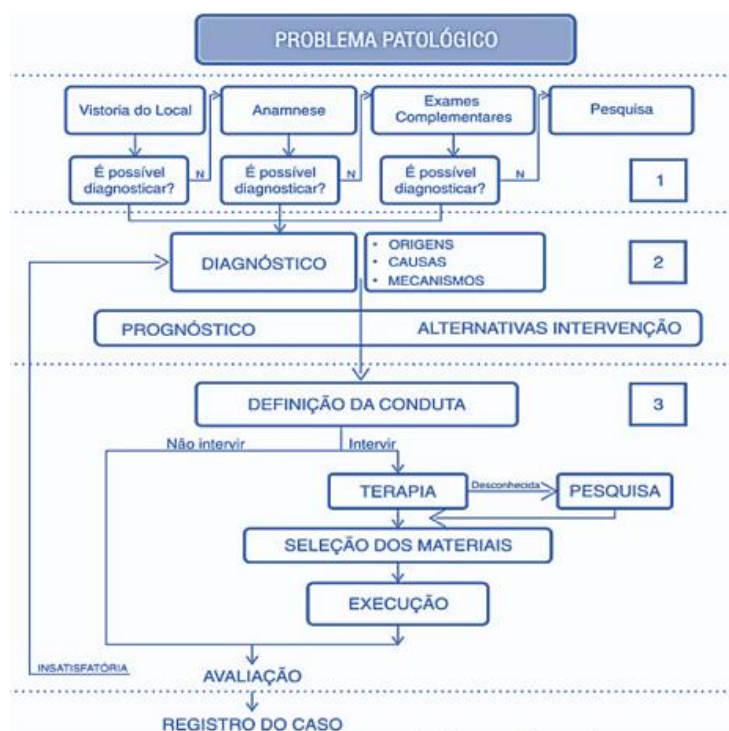 PROBLEMA PATOLÓGICO
Vistoria do Local
Anamnese
Exames
Complementares
Pesquisa
É possível
diagnosticar?
N
É possível
diagnosticar?
N
É possível
diagnosticar?
N
1
DIAGNÓSTICO
• ORIGENS
• CAUSAS
• MECANISMOS
2
PROGNÓSTICO
ALTERNATIVAS INTERVENÇÃO
DEFINIÇÃO DA CONDUTA
3
Não intervir
Intervir
TERAPIA
Desconhecida
PESQUISA
SELEÇÃO DOS MATERIAIS
EXECUÇÃO
INSATISFATÓRIA
AVALIAÇÃO
REGISTRO DO CASO